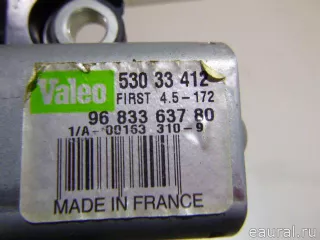 Valeo
530 33 412
FIRST 4.5-172
96 833 637 80
1/A-00163 310-9
MADE IN FRANCE
© eaural.ru